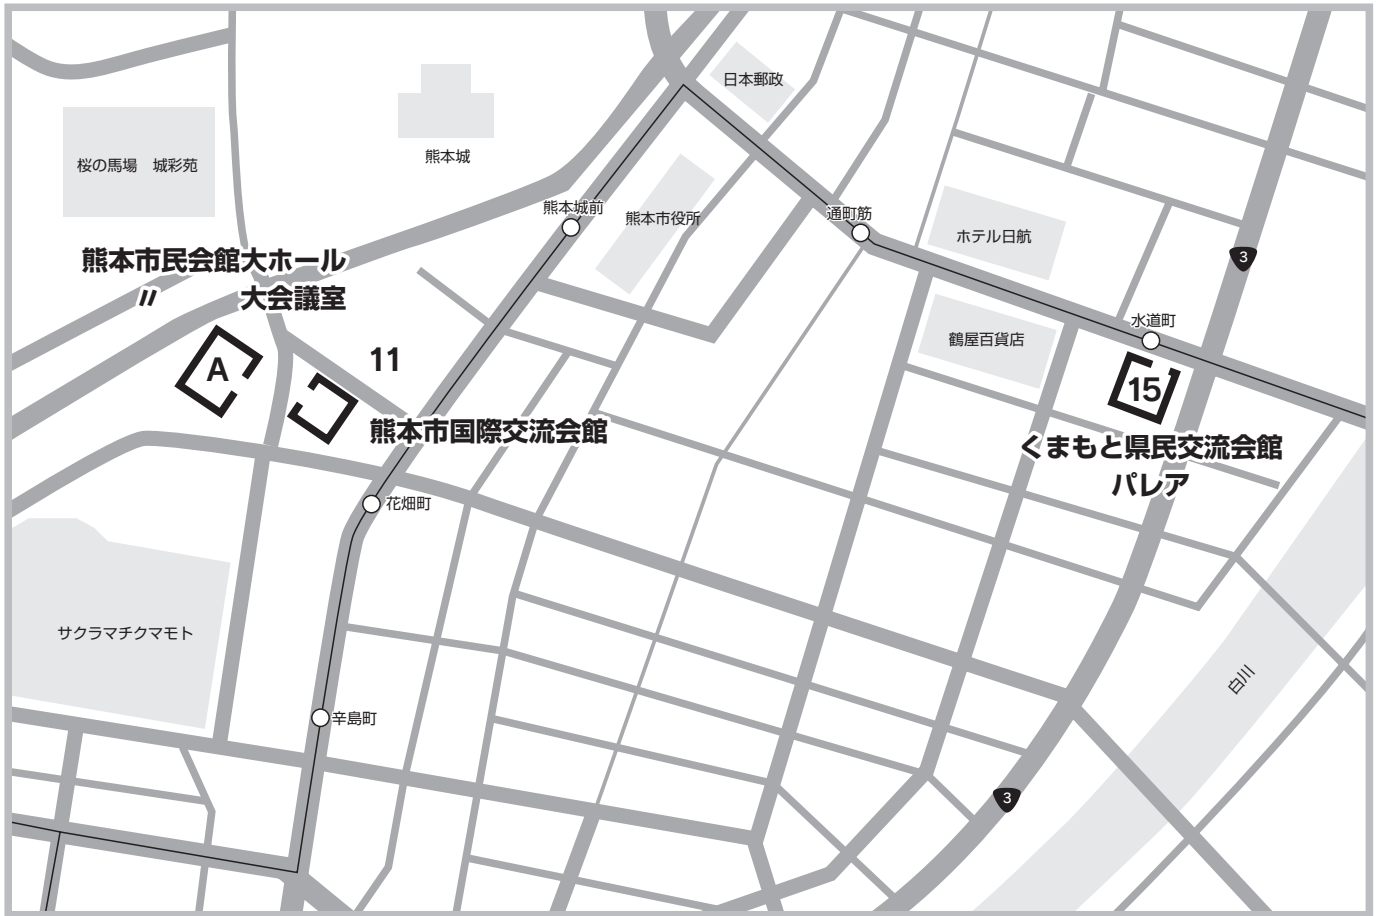 日本郵政
桜の馬場　城彩苑
熊本城
熊本城前
熊本市役所
通町筋
ホテル日航
3
熊本市民会館大ホール
〃　大会議室
水道町
鶴屋百貨店
A
11
15
熊本市国際交流会館
くまもと県民交流会館
パレア
花畑町
サクラマチクマモト
白川
辛島町
3